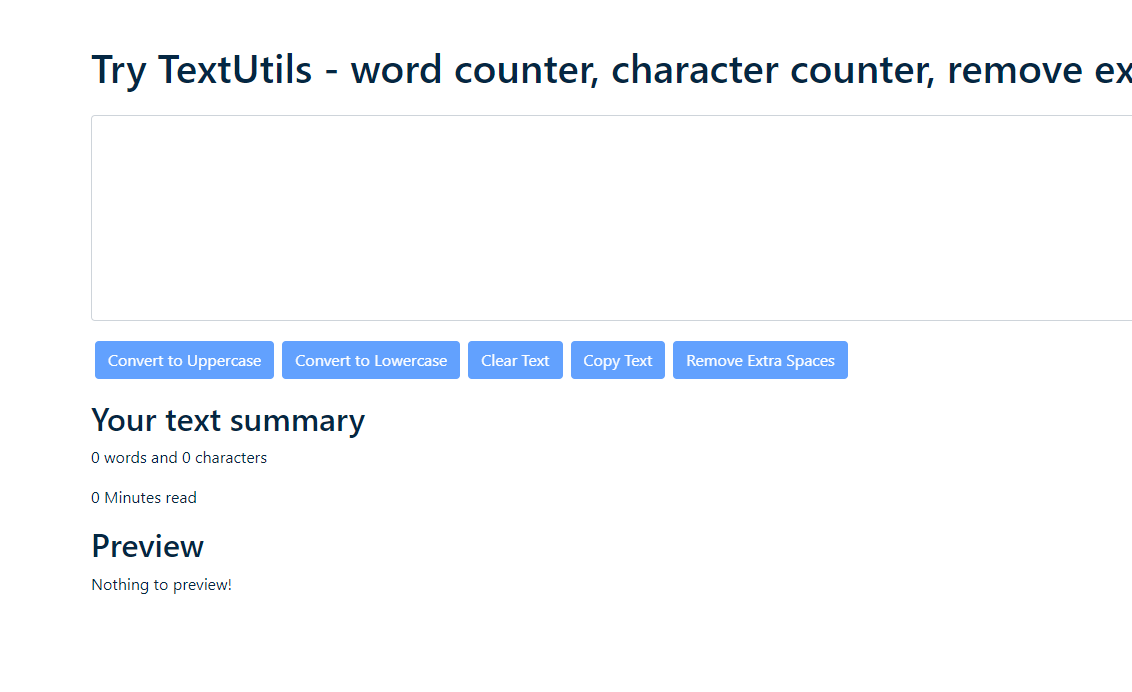 Try TextUtils - word counter, character counter, remove ex
Convert to Uppercase Convert to Lowercase Clear Text Copy Text Remove Extra Spaces
Your text summary
0 words and 0 characters
0 Minutes read
Preview
Nothing to preview!